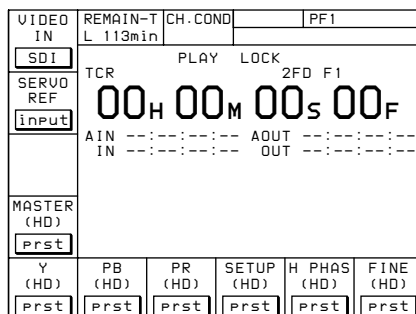 VIDEO IN
SDI
REMAIN-T CH.COND PF1
L 113min
SERVO REF
input
PLAY LOCK
TCR 2FD F1
00H 00M 00S 00F
AIN --:--:--:-- AOUT --:--:--:--
IN --:--:--:-- OUT --:--:--:--
MASTER (HD)
prst
Y (HD)
prst
PB (HD)
prst
PR (HD)
prst
SETUP (HD)
prst
H PHAS (HD)
prst
FINE (HD)
prst